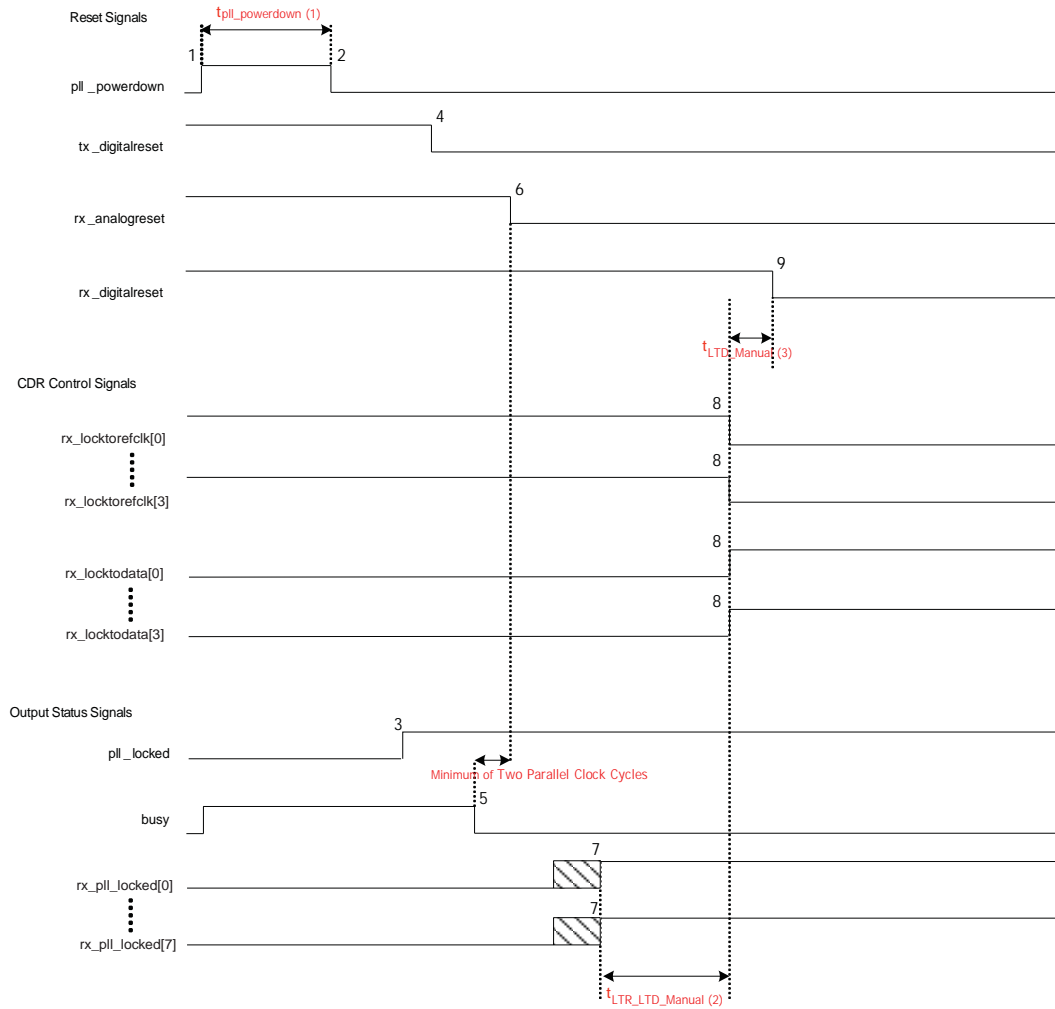 Reset Signals
tpll_powerdown (1)
1
2
pll _powerdown
4
tx _digitalreset
6
rx _analogreset
9
rx _digitalreset
tLTD_Manual (3)
CDR Control Signals
8
rx_locktorefclk[0]
8
rx_locktorefclk[3]
8
rx_locktodata[0]
8
rx_locktodata[3]
Output Status Signals
3
pll _locked
Minimum of Two Parallel Clock Cycles
5
busy
7
rx_pll_locked[0]
7
rx_pll_locked[7]
tLTR_LTD_Manual (2)